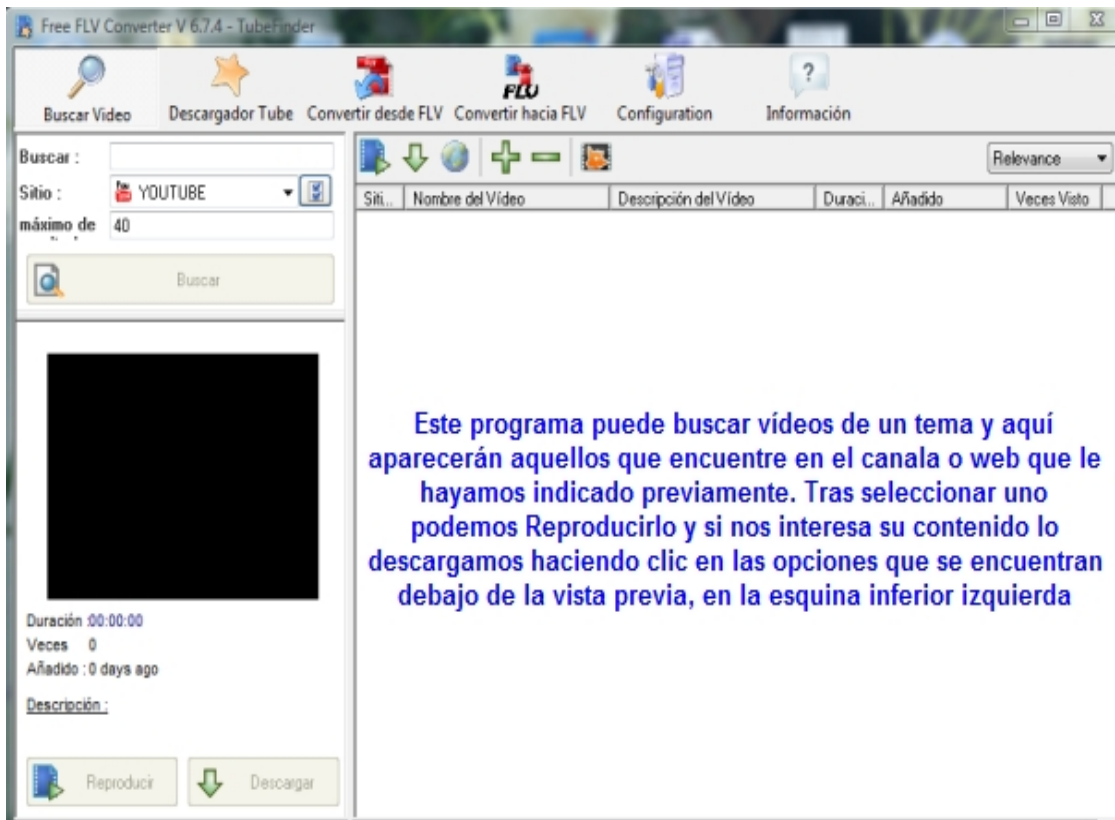 Free FLV Converter V 6.7.4 - TubeFinder
Buscar Video
Descargador Tube
Convertir desde FLV
FLV
Convertir hacia FLV
Configuration
?
Información
Buscar :
Sitio :
YOUTUBE
máximo de
40
Buscar
Relevance
Siti...
Nombre del Vídeo
Descripción del Vídeo
Duraci...
Añadido
Veces Visto
Este programa puede buscar vídeos de un tema y aquí
aparecerán aquellos que encuentre en el canala o web que le
hayamos indicado previamente. Tras seleccionar uno
podemos Reproducirlo y si nos interesa su contenido lo
descargamos haciendo clic en las opciones que se encuentran
debajo de la vista previa, en la esquina inferior izquierda
Duración :00:00:00
Veces 0
Añadido : 0 days ago
Descripción :
Reproducir
Descargar